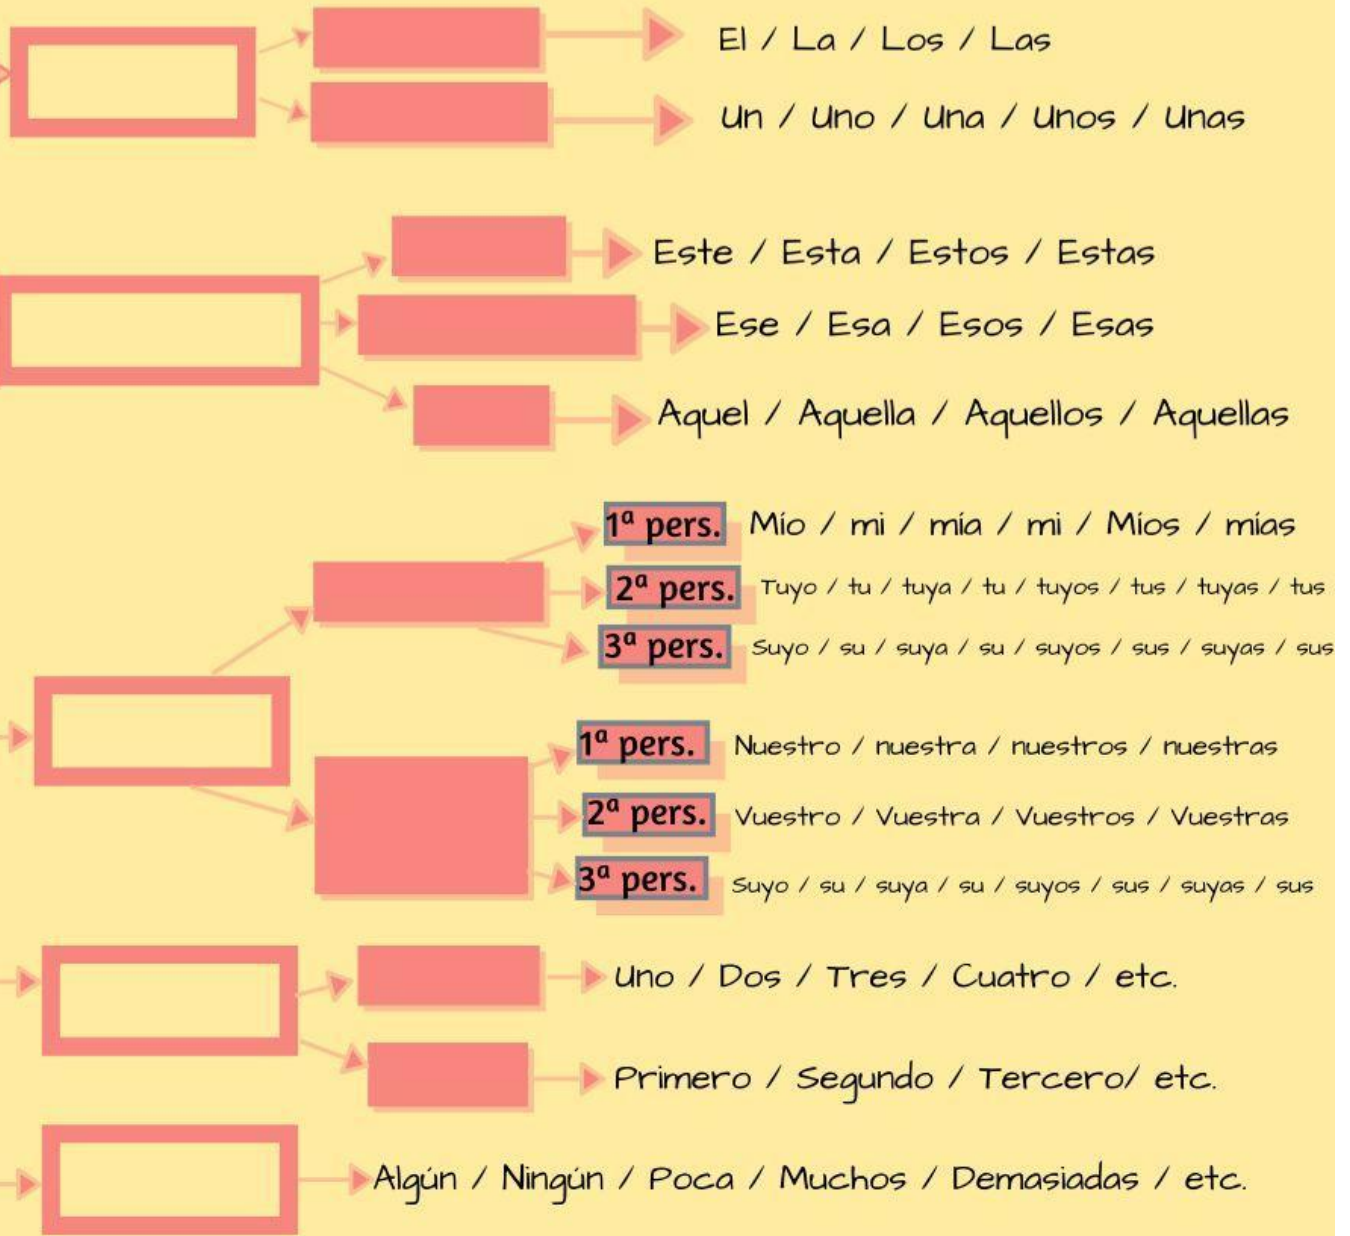 El / La / Los / Las
Un / Uno / Una / Unos / Unas
Este / Esta / Estos / Estas
Ese / Esa / Esos / Esas
Aquel / Aquella / Aquellos / Aquellas
1ª pers. Mío / mi / mía / mi / Míos / mías
2ª pers. Tuyo / tu / tuya / tu / tuyos / tus / tuyas / tus
3ª pers. Suyo / su / suya / su / suyos / sus / suyas / sus
1ª pers. Nuestro / nuestra / nuestros / nuestras
2ª pers. Vuestro / Vuestra / Vuestros / Vuestras
3ª pers. Suyo / su / suya / su / suyos / sus / suyas / sus
Uno / Dos / Tres / Cuatro / etc.
Primero / Segundo / Tercero/ etc.
Algún / Ningún / Poca / Muchos / Demasiadas / etc.